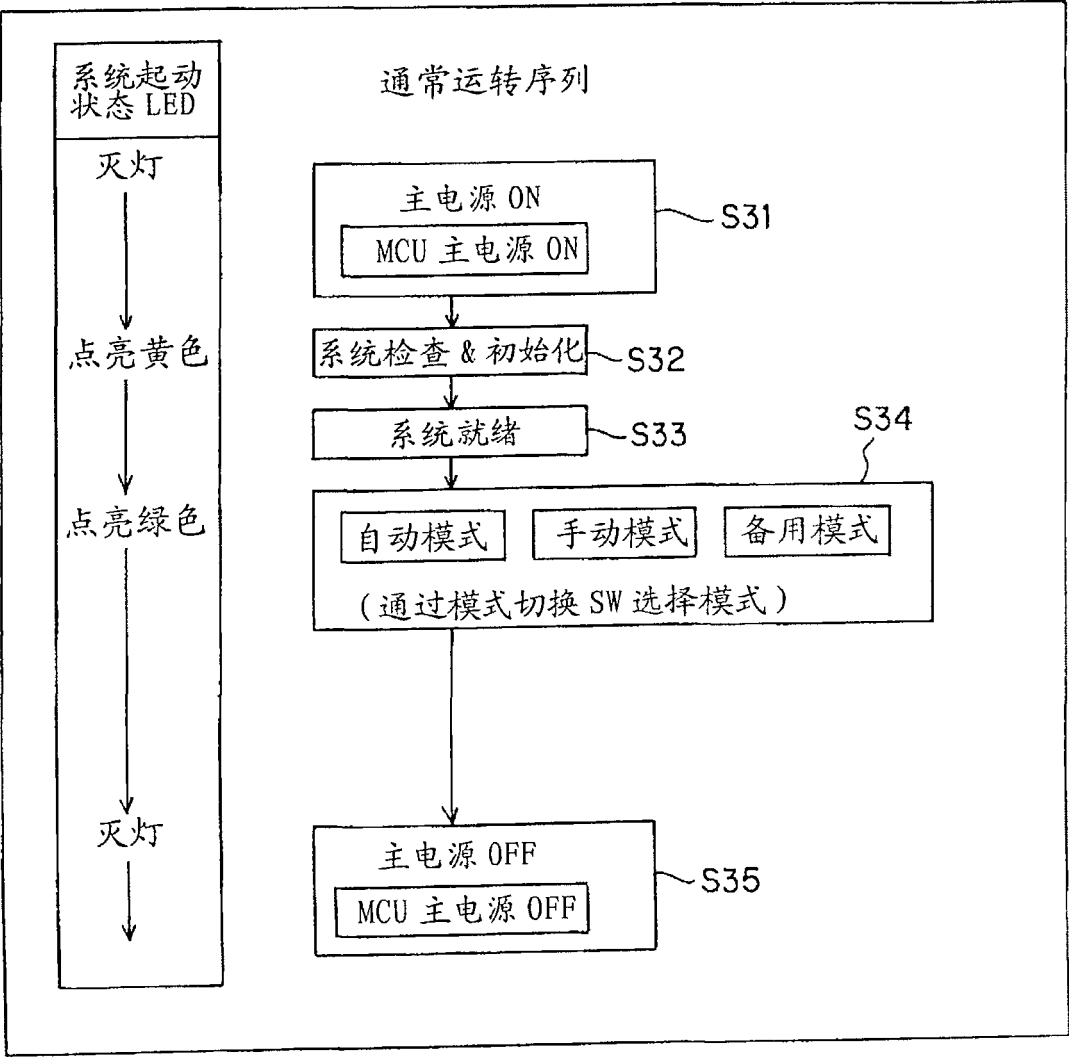 系统起动
状态 LED
通常运转序列
灭灯
主电源 ON
S31
MCU 主电源 ON
点亮黄色
系统检查 & 初始化
S32
系统就绪
S33
S34
点亮绿色
自动模式
手动模式
备用模式
(通过模式切换 SW 选择模式)
灭灯
主电源 OFF
S35
MCU 主电源 OFF